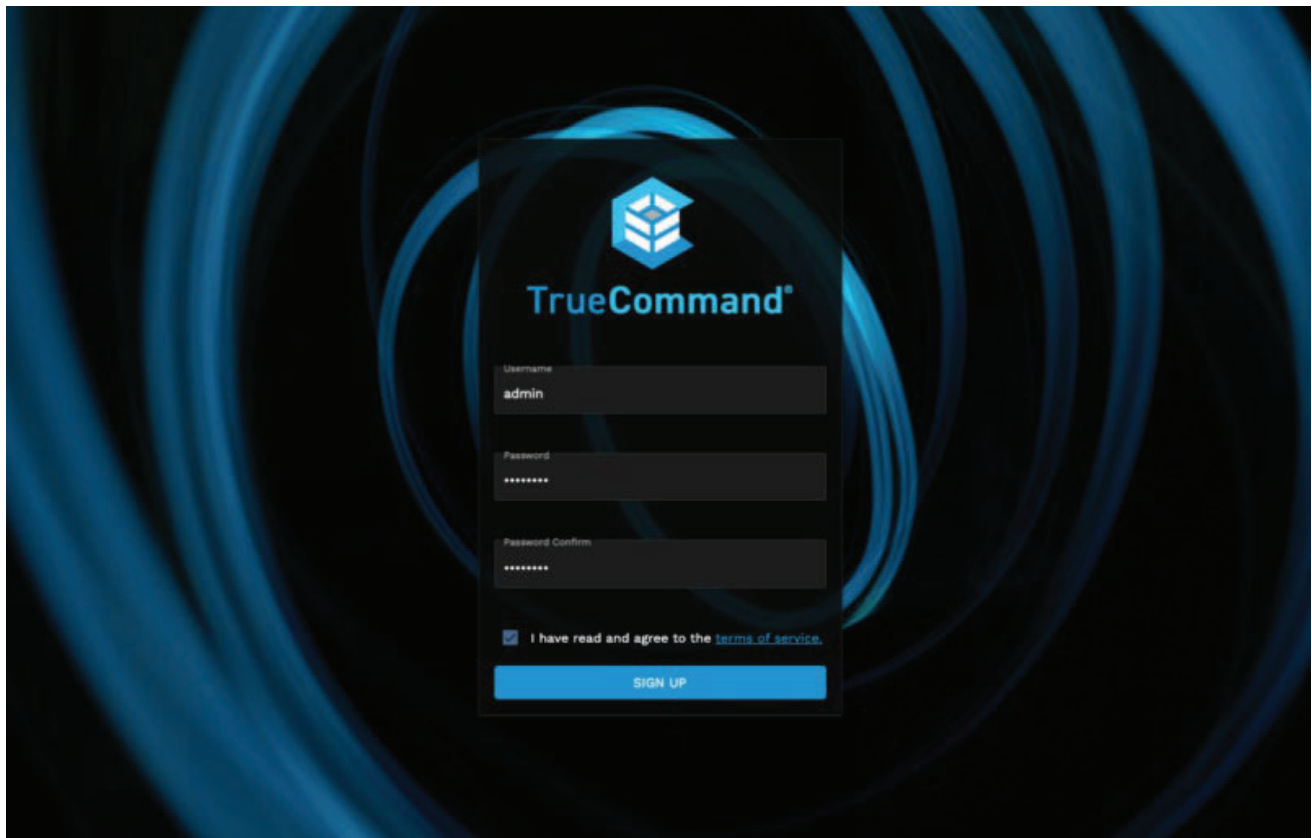 TrueCommand®
Username
admin
Password
••••••••
Password Confirm
••••••••
I have read and agree to the terms of service.
SIGN UP